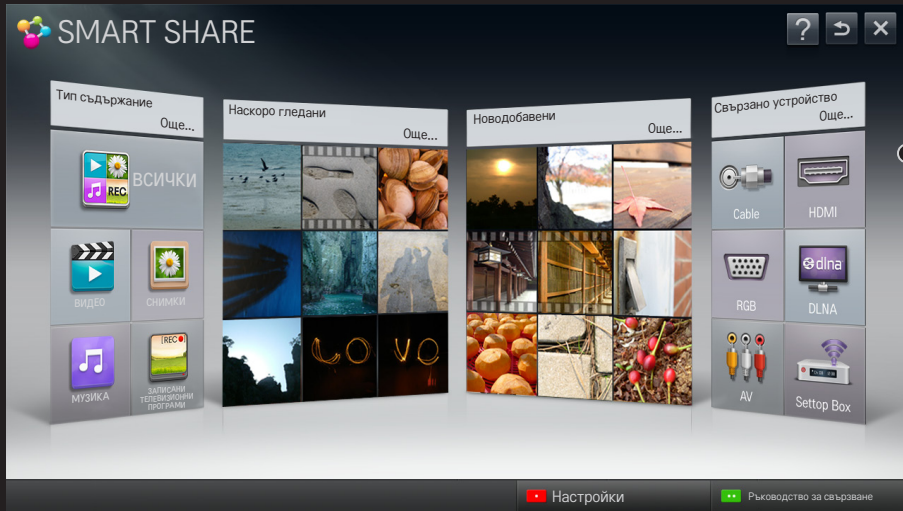 SMART SHARE
?
Тип съдържание
Още...
ВСИЧКИ
REC
ВИДЕО
СНИМКИ
МУЗИКА
[REC●]
ЗАПИСАНИ
ТЕЛЕВИЗИОННИ
ПРОГРАМИ
Наскоро гледани
Още...
LOVO
Новодобавени
Още...
Свързано устройство
Още...
Cable
HDMI
RGB
dlna
DLNA
AV
Settop Box
Настройки
Ръководство за свързване